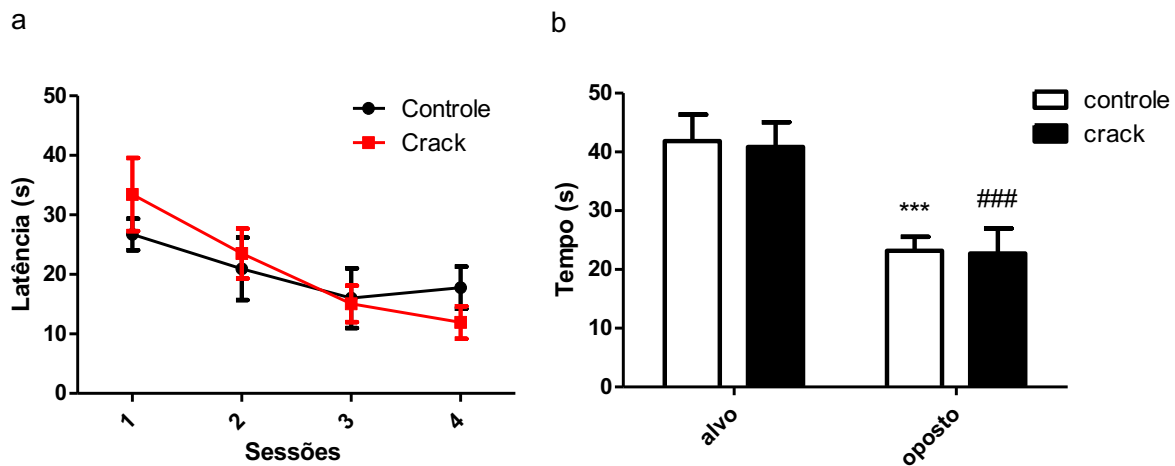 a
Latência (s)
50
40
30
20
10
0
Controle
Crack
1
2
3
4
Sessões
b
Tempo (s)
50
40
30
20
10
0
controle
crack
***
###
alvo
oposto